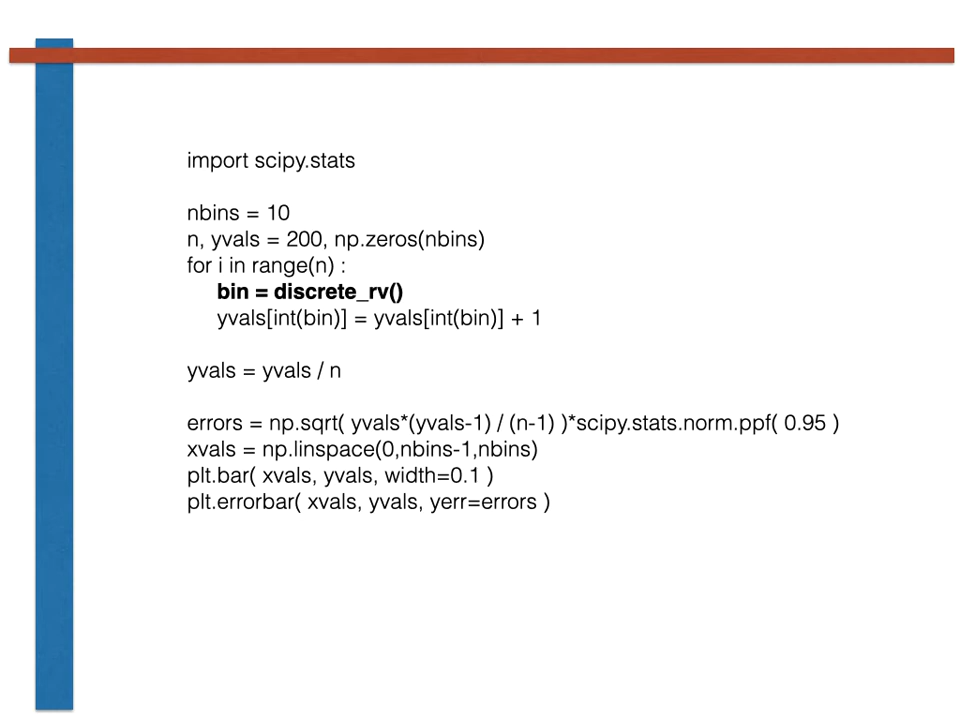 import scipy.stats
nbins = 10
n, yvals = 200, np.zeros(nbins)
for i in range(n) :
bin = discrete_rv()
yvals[int(bin)] = yvals[int(bin)] + 1
yvals = yvals / n
errors = np.sqrt( yvals*(yvals-1) / (n-1) )*scipy.stats.norm.ppf( 0.95 )
xvals = np.linspace(0,nbins-1,nbins)
plt.bar( xvals, yvals, width=0.1 )
plt.errorbar( xvals, yvals, yerr=errors )